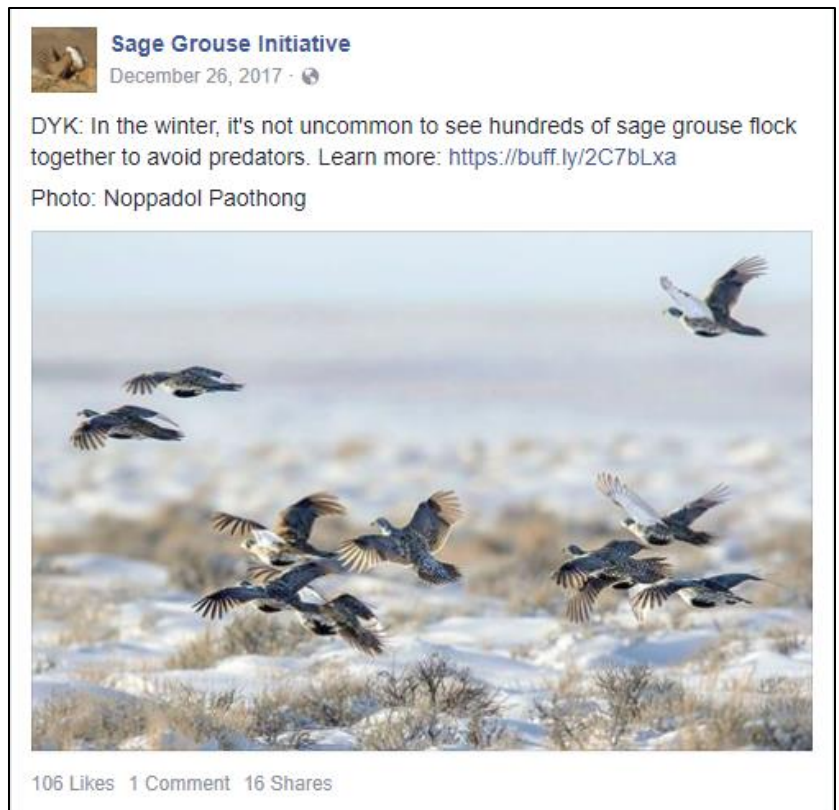 Sage Grouse Initiative
December 26, 2017 ·
DYK: In the winter, it's not uncommon to see hundreds of sage grouse flock
together to avoid predators. Learn more: https://buff.ly/2C7bLxa
Photo: Noppadol Paothong
106 Likes 1 Comment 16 Shares